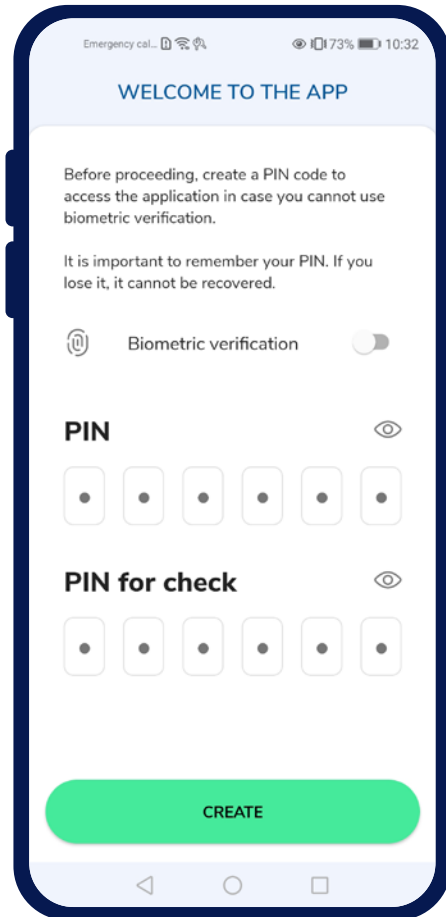 Emergency cal... 73% 10:32
WELCOME TO THE APP
Before proceeding, create a PIN code to
access the application in case you cannot use
biometric verification.
It is important to remember your PIN. If you
lose it, it cannot be recovered.
Biometric verification
PIN
PIN for check
CREATE